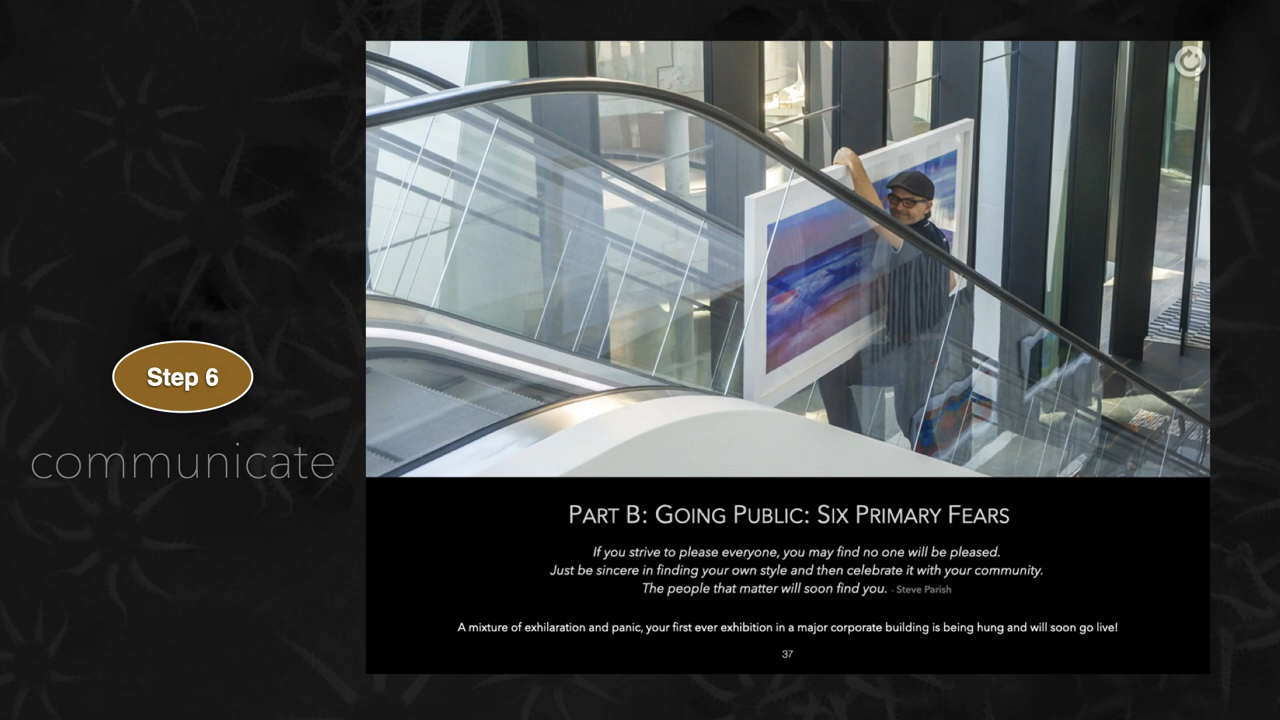 Step 6
communicate
PART B: GOING PUBLIC: SIX PRIMARY FEARS
If you strive to please everyone, you may find no one will be pleased.
Just be sincere in finding your own style and then celebrate it with your community.
The people that matter will soon find you. - Steve Parish
A mixture of exhilaration and panic, your first ever exhibition in a major corporate building is being hung and will soon go live!
37